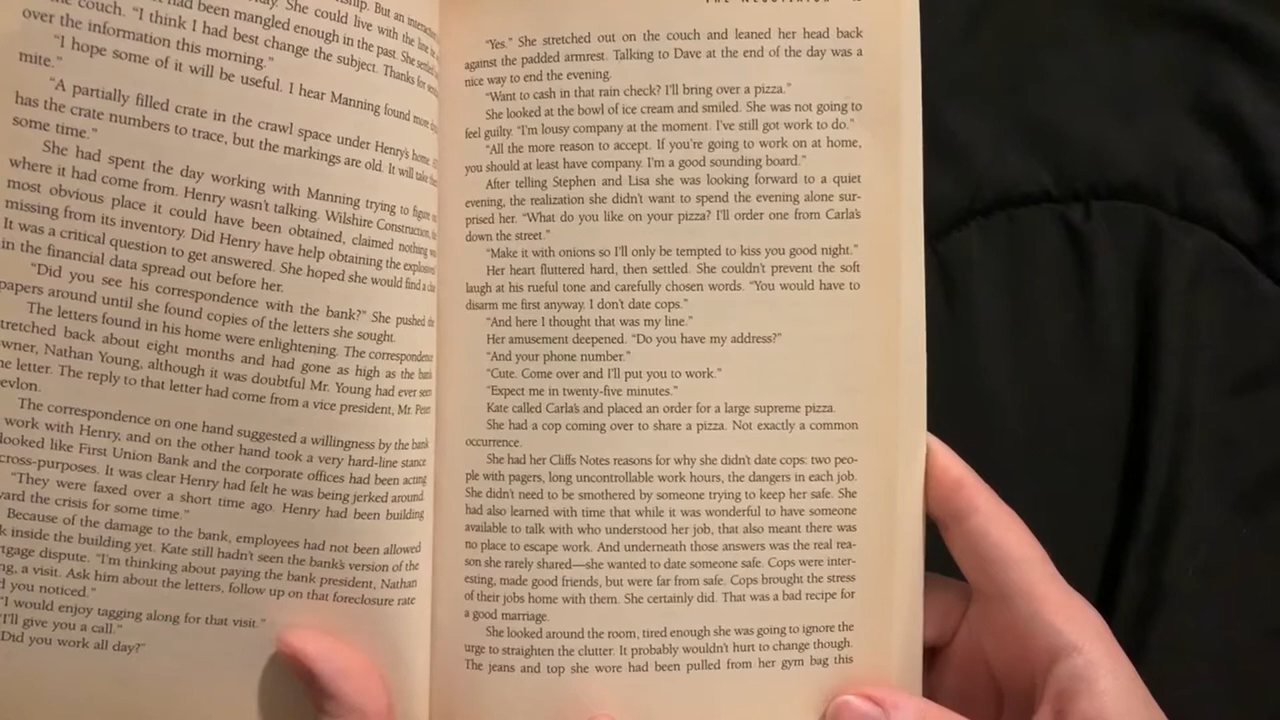 had been mangled enough in the past. She settled
the couch. "I think I had best change the subject. Thanks for
over the information this morning."
"I hope some of it will be useful. I hear Manning found more
mite."
"A partially filled crate in the crawl space under Henry's home
has the crate numbers to trace, but the markings are old. It will take
some time."
She had spent the day working with Manning trying to figure
where it had come from. Henry wasn't talking. Wilshire Construction,
most obvious place it could have been obtained, claimed nothing
missing from its inventory. Did Henry have help obtaining the
It was a critical question to get answered. She hoped she would find a
in the financial data spread out before her.
"Did you see his correspondence with the bank?" She pushed
papers around until she found copies of the letters she sought.
The letters found in his home were enlightening. The correspondence
stretched back about eight months and had gone as high as the bank
owner, Nathan Young, although it was doubtful Mr. Young had ever seen
letter. The reply to that letter had come from a vice president, Mr. Peter
The correspondence on one hand suggested a willingness by the bank
work with Henry, and on the other hand took a very hard-line stance
looked like First Union Bank and the corporate offices had been acting
cross-purposes. It was clear Henry had felt he was being jerked around
"They were faxed over a short time ago. Henry had been building
the crisis for some time."
Because of the damage to the bank, employees had not been allowed
inside the building yet. Kate still hadn't seen the bank's version of the
dispute. "I'm thinking about paying the bank president, Nathan
a visit. Ask him about the letters, follow up on that foreclosure rate
you noticed."
"I would enjoy tagging along for that visit."
"I'll give you a call."
"Did you work all day?"
"Yes." She stretched out on the couch and leaned her head back
against the padded armrest. Talking to Dave at the end of the day was a
nice way to end the evening.
"Want to cash in that rain check? I'll bring over a pizza."
She looked at the bowl of ice cream and smiled. She was not going to
feel guilty. "I'm lousy company at the moment. I've still got work to do."
"All the more reason to accept. If you're going to work on at home,
you should at least have company. I'm a good sounding board."
After telling Stephen and Lisa she was looking forward to a quiet
evening, the realization she didn't want to spend the evening alone sur-
prised her. "What do you like on your pizza? I'll order one from Carla's
down the street."
"Make it with onions so I'll only be tempted to kiss you good night."
Her heart fluttered hard, then settled. She couldn't prevent the soft
laugh at his rueful tone and carefully chosen words. "You would have to
disarm me first anyway. I don't date cops."
"And here I thought that was my line."
Her amusement deepened. "Do you have my address?"
"And your phone number."
"Cute. Come over and I'll put you to work."
"Expect me in twenty-five minutes."
Kate called Carla's and placed an order for a large supreme pizza.
She had a cop coming over to share a pizza. Not exactly a common
occurrence.
She had her Cliffs Notes reasons for why she didn't date cops: two peo-
ple with pagers, long uncontrollable work hours, the dangers in each job.
She didn't need to be smothered by someone trying to keep her safe. She
had also learned with time that while it was wonderful to have someone
available to talk with who understood her job, that also meant there was
no place to escape work. And underneath those answers was the real rea-
son she rarely shared—she wanted to date someone safe. Cops were inter-
esting, made good friends, but were far from safe. Cops brought the stress
of their jobs home with them. She certainly did. That was a bad recipe for
a good marriage.
She looked around the room, tired enough she was going to ignore the
urge to straighten the clutter. It probably wouldn't hurt to change though.
The jeans and top she wore had been pulled from her gym bag this